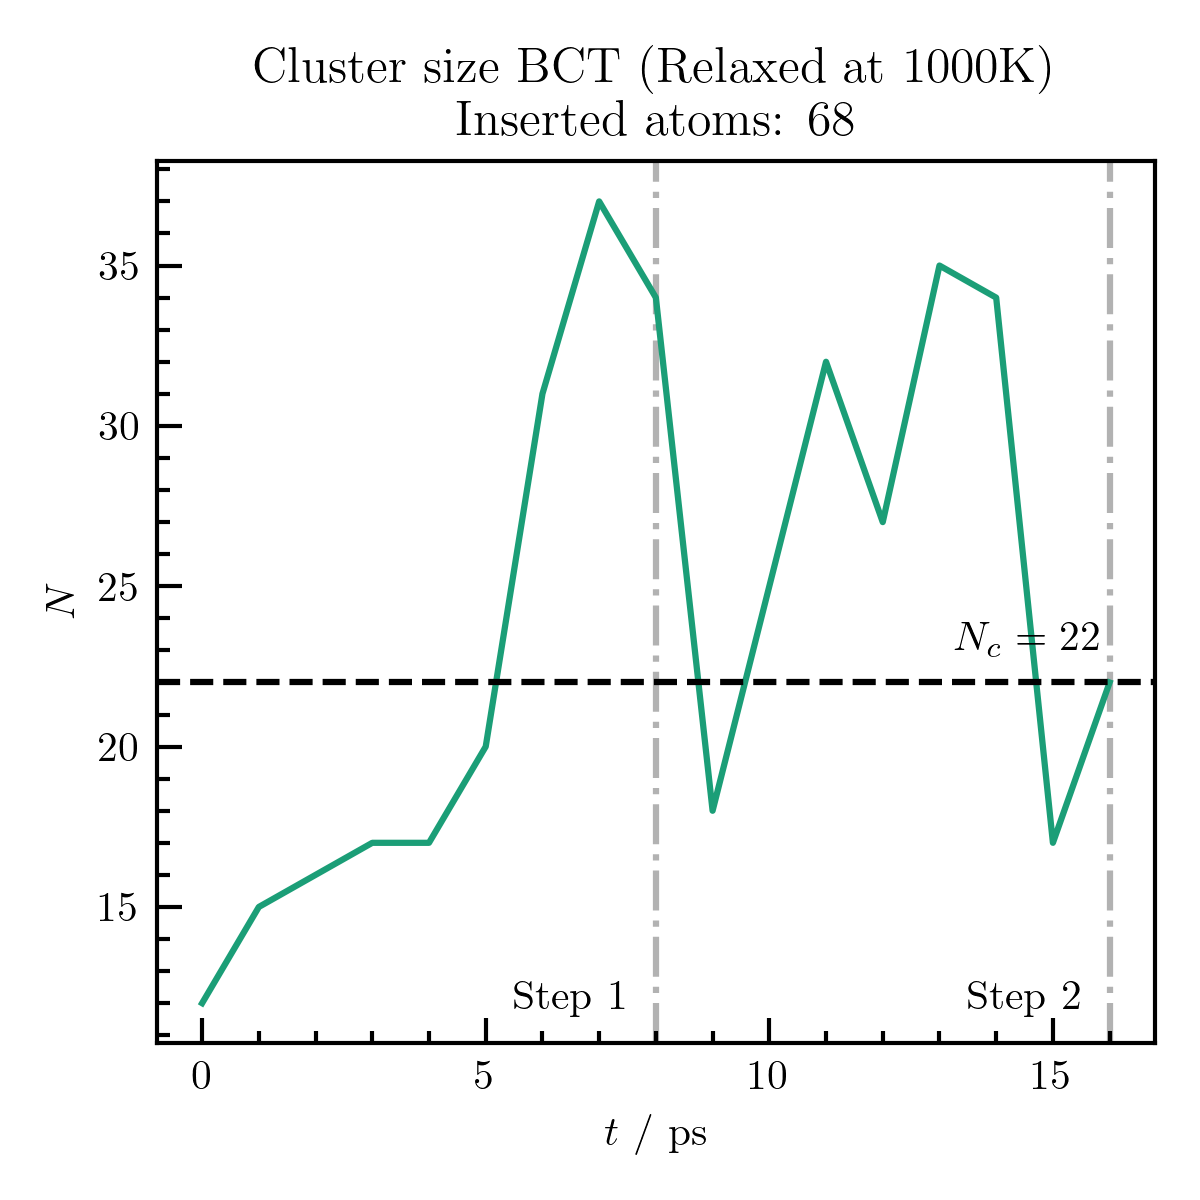 Cluster size BCT (Relaxed at 1000K)
Inserted atoms: 68
35
30
25
20
15
N
N_c = 22
Step 1
Step 2
0 5 10 15
t / ps